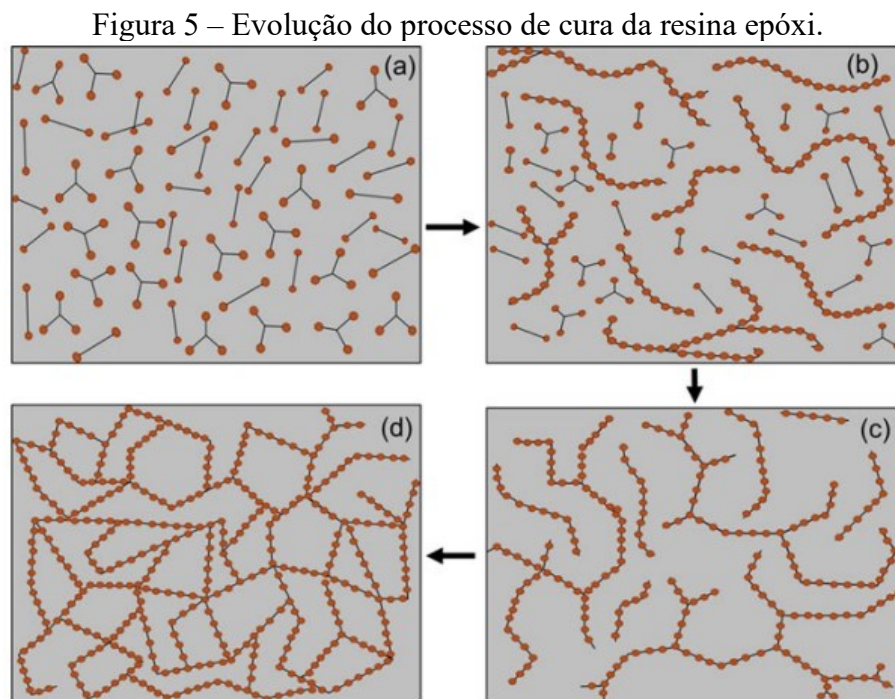 Figura 5 – Evolução do processo de cura da resina epóxi.
(a)
(b)
(d)
(c)